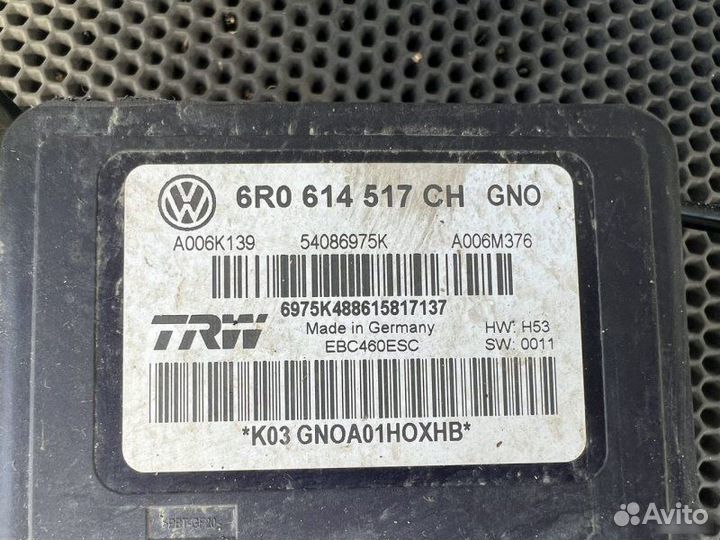 6R0 614 517 CH GNO
A006K139 54086975K A006M376
6975K488615817137
TRW Made in Germany HW: H53
EBC460ESC SW: 0011
*K03 GNOA01HOXHB*
Avito